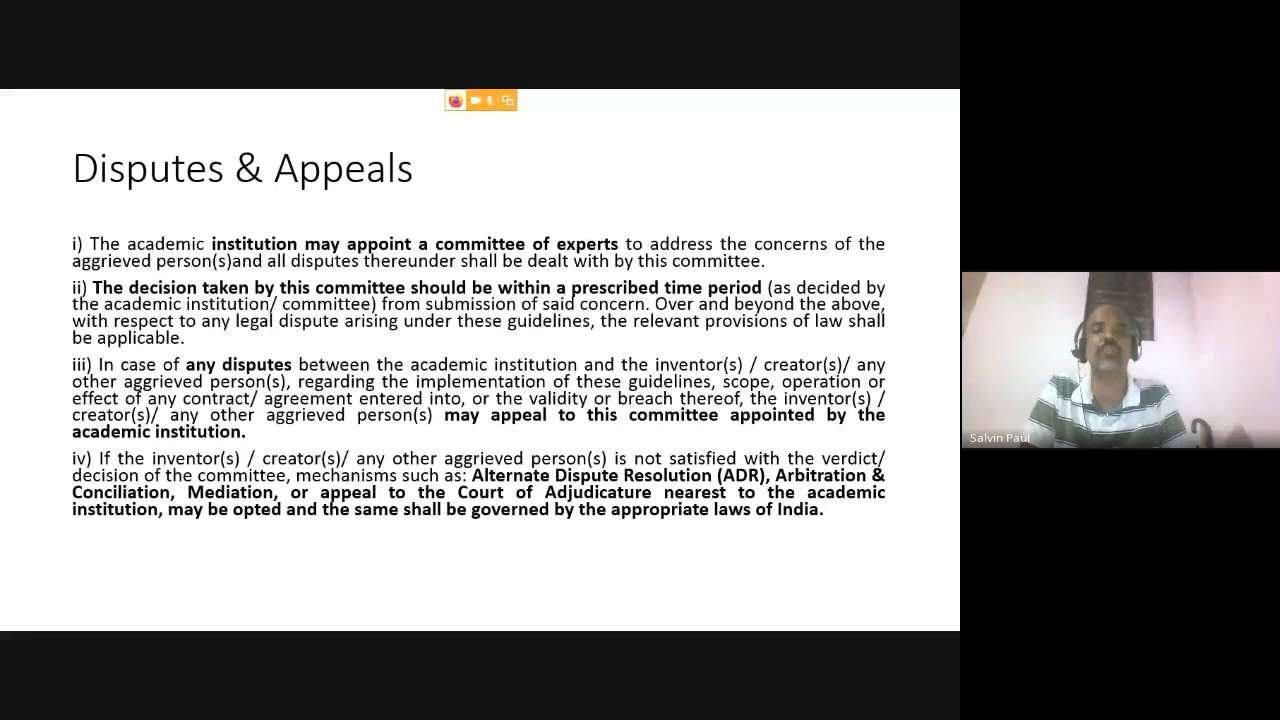 Disputes & Appeals
i) The academic institution may appoint a committee of experts to address the concerns of the
aggrieved person(s)and all disputes thereunder shall be dealt with by this committee.
ii) The decision taken by this committee should be within a prescribed time period (as decided by
the academic institution/ committee) from submission of said concern. Over and beyond the above,
with respect to any legal dispute arising under these guidelines, the relevant provisions of law shall
be applicable.
iii) In case of any disputes between the academic institution and the inventor(s) / creator(s)/ any
other aggrieved person(s), regarding the implementation of these guidelines, scope, operation or
effect of any contract/ agreement entered into, or the validity or breach thereof, the inventor(s) /
creator(s)/ any other aggrieved person(s) may appeal to this committee appointed by the
academic institution.
iv) If the inventor(s) / creator(s)/ any other aggrieved person(s) is not satisfied with the verdict/
decision of the committee, mechanisms such as: Alternate Dispute Resolution (ADR), Arbitration &
Conciliation, Mediation, or appeal to the Court of Adjudicature nearest to the academic
institution, may be opted and the same shall be governed by the appropriate laws of India.
Salvin Paul